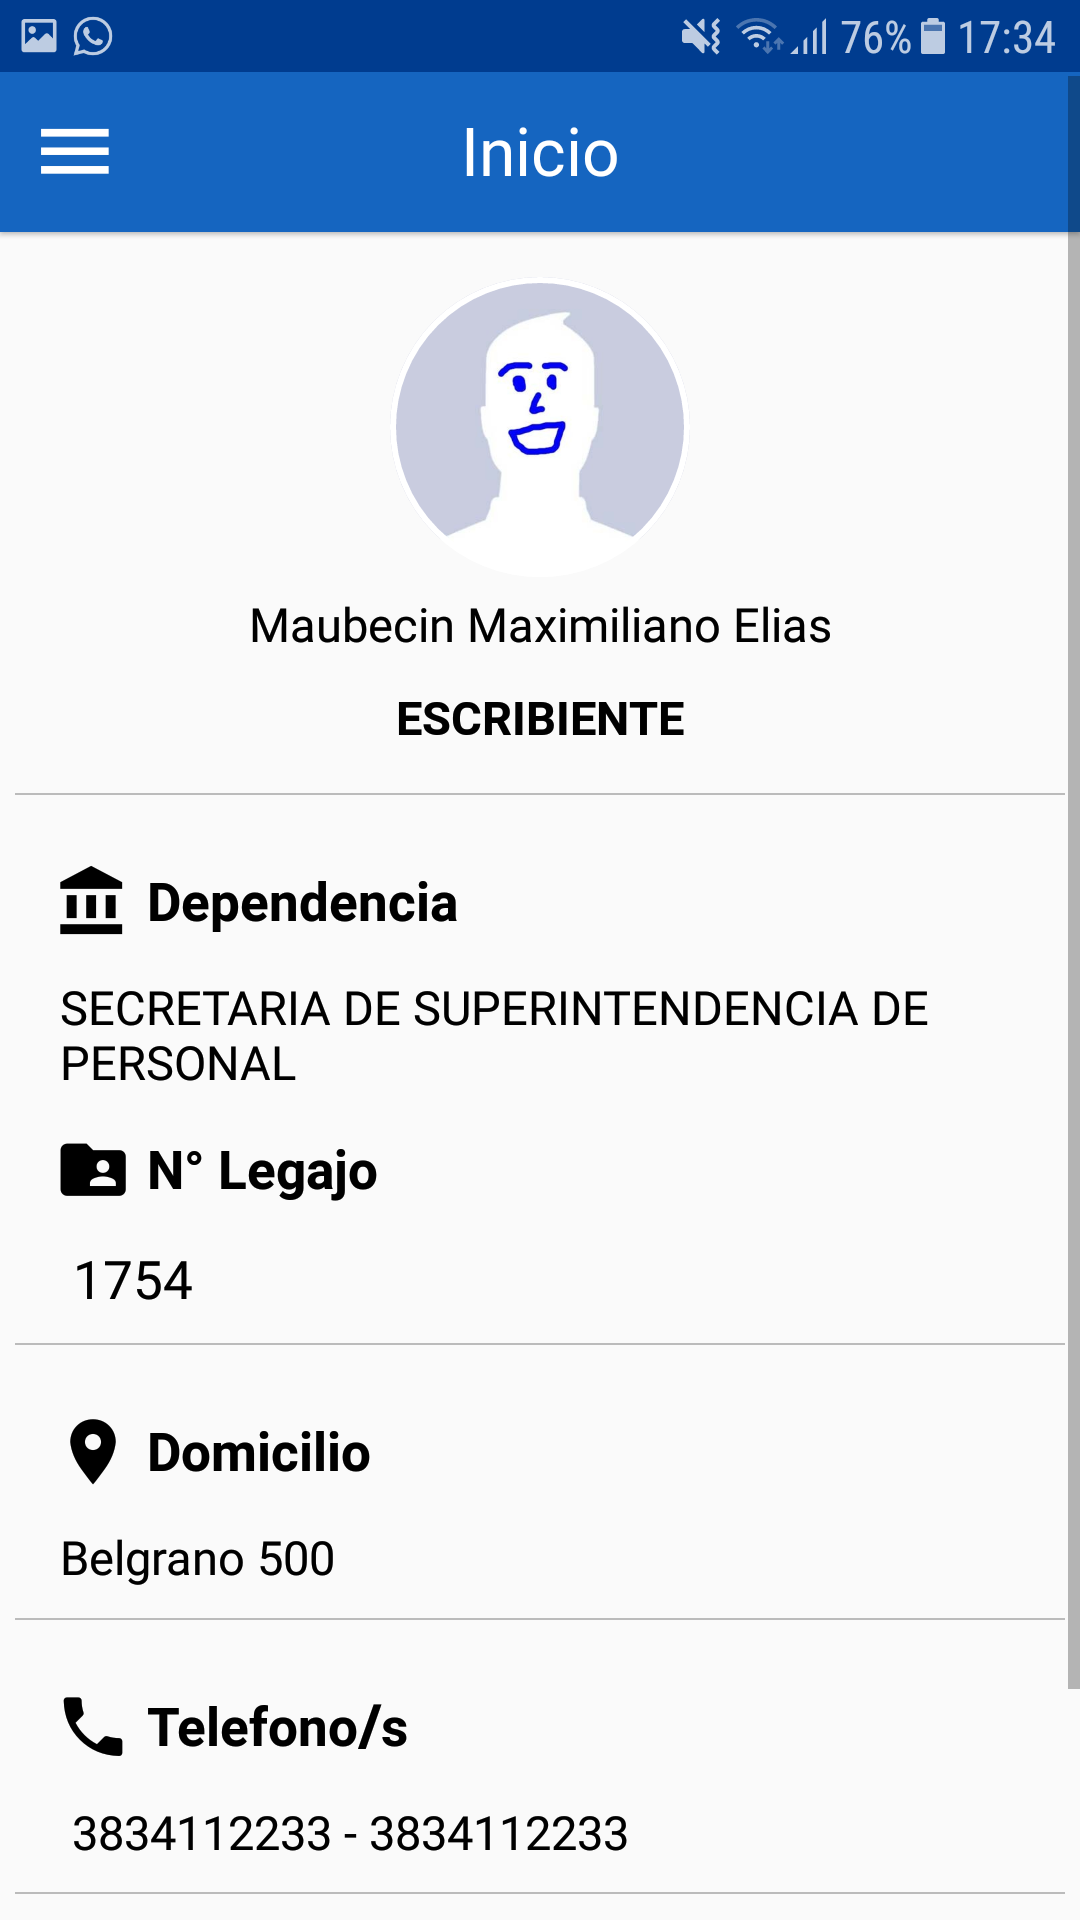 76% 17:34
Inicio
Maubecin Maximiliano Elias
ESCRIBIENTE
Dependencia
SECRETARIA DE SUPERINTENDENCIA DE
PERSONAL
N° Legajo
1754
Domicilio
Belgrano 500
Telefono/s
3834112233 - 3834112233